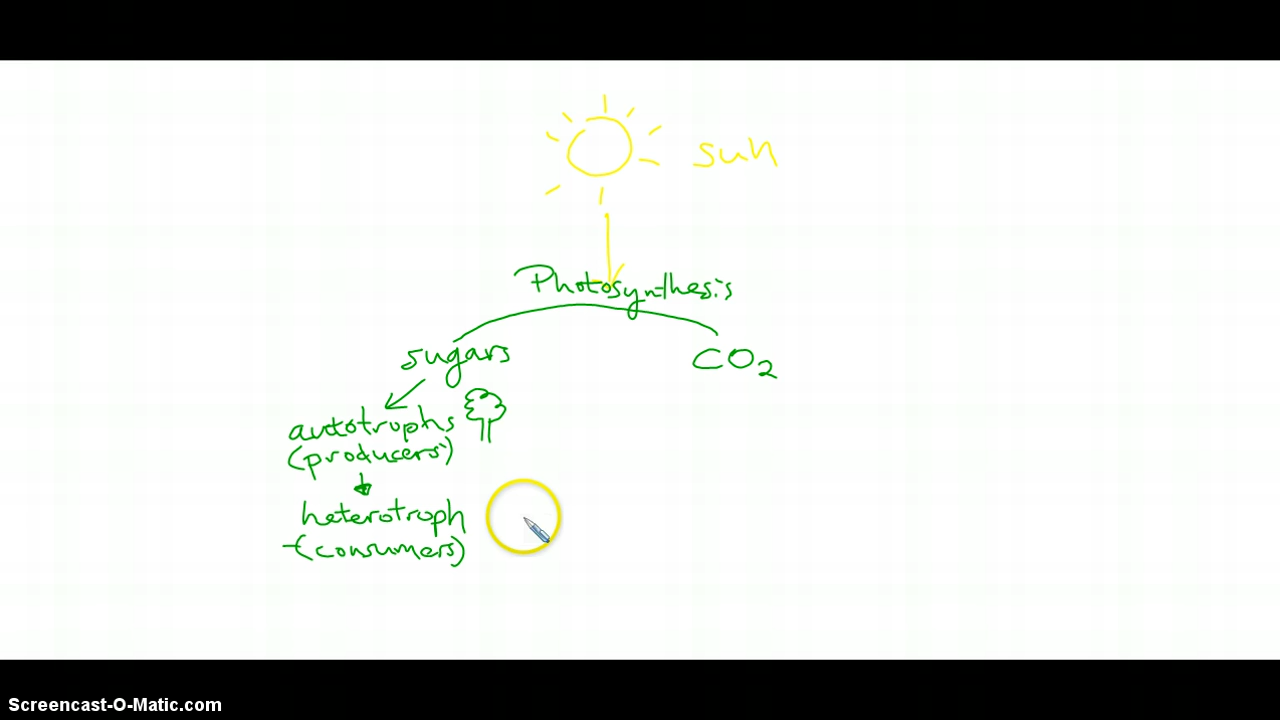 sun
Photosynthesis
sugars
CO2
autotrophs
(producers)
heterotroph
(consumers)
Screencast-O-Matic.com